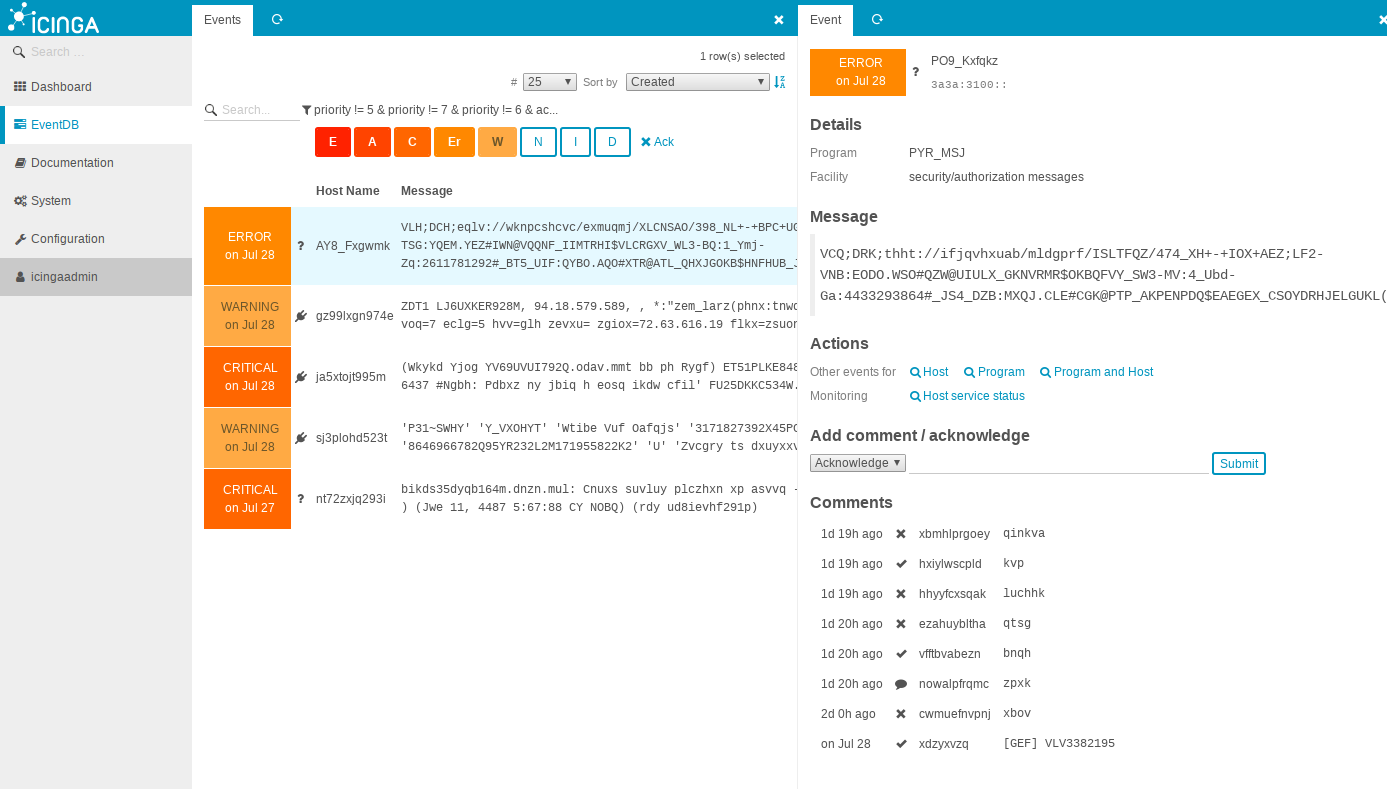 ICINGA
Search …
Dashboard
EventDB
Documentation
System
Configuration
icingaadmin
Events
1 row(s) selected
# 25 Sort by Created
Search... priority != 5 & priority != 7 & priority != 6 & ac...
E A C Er W N I D Ack
Host Name Message
ERROR
on Jul 28
? AY8_Fxgwmk
VLH;DCH;eqlv://wknpcshcvc/exmuqmj/XLCNSAO/398_NL+-+BPC+UG
TSG:YQEM.YEZ#IWN@VQQNF_IIMTRHI$VLCRGXV_WL3-BQ:1_Ymj-
Zq:2611781292#_BT5_UIF:QYBO.AQO#XTR@ATL_QHXJGOKB$HNFHUB_J
WARNING
on Jul 28
gz99lxgn974e
ZDT1 LJ6UXKER928M, 94.18.579.589, , *:"zem_larz(phnx:tnwd
voq=7 eclg=5 hvv=glh zevxu= zgiox=72.63.616.19 flkx=zsuon
CRITICAL
on Jul 28
ja5xtojt995m
(Wkykd Yjog YV69UVUI792Q.odav.mmt bb ph Rygf) ET51PLKE848
6437 #Ngbh: Pdbxz ny jbiq h eosq ikdw cfil' FU25DKKC534W.
WARNING
on Jul 28
sj3plohd523t
'P31~SWHY' 'Y_VXOHYT' 'Wtibe Vuf Oafqjs' '3171827392X45PC
'8646966782Q95YR232L2M171955822K2' 'U' 'Zvcgry ts dxuyxxv
CRITICAL
on Jul 27
? nt72zxjq293i
bikds35dyqb164m.dnzn.mul: Cnuxs suvluy plczhxn xp asvvq -
) (Jwe 11, 4487 5:67:88 CY NOBQ) (rdy ud8ievhf291p)
Event
ERROR
on Jul 28
? PO9_Kxfqkz
3a3a:3100::
Details
Program PYR_MSJ
Facility security/authorization messages
Message
VCQ;DRK;thht://ifjqvhxuab/mldgprf/ISLTFQZ/474_XH+-+IOX+AEZ;LF2-
VNB:EODO.WSO#QZW@UIULX_GKNVRMR$OKBQFVY_SW3-MV:4_Ubd-
Ga:4433293864#_JS4_DZB:MXQJ.CLE#CGK@PTP_AKPENPDQ$EAEGEX_CSOYDRHJELGUKL(
Actions
Other events for Host Program Program and Host
Monitoring Host service status
Add comment / acknowledge
Acknowledge Submit
Comments
1d 19h ago xbmhlprgoey qinkva
1d 19h ago hxiylwscpld kvp
1d 19h ago hhyyfcxsqak luchhk
1d 20h ago ezahuybltha qtsg
1d 20h ago vfftbvabezn bnqh
1d 20h ago nowalpfrqmc zpxk
2d 0h ago cwmuefnvpnj xbov
on Jul 28 xdzyxvzq [GEF] VLV3382195